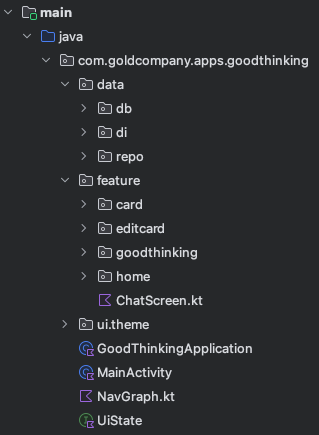 main
java
com.goldcompany.apps.goodthinking
data
db
di
repo
feature
card
editcard
goodthinking
home
ChatScreen.kt
ui.theme
GoodThinkingApplication
MainActivity
NavGraph.kt
UiState